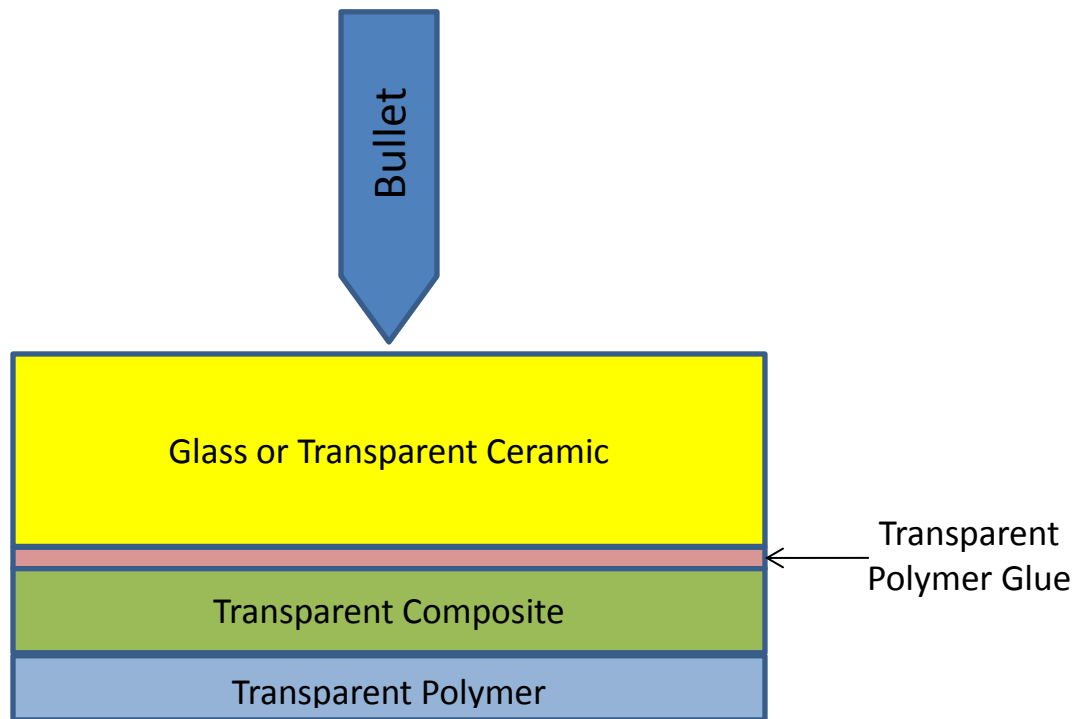 Bullet
Glass or Transparent Ceramic
Transparent
Polymer Glue
Transparent Composite
Transparent Polymer